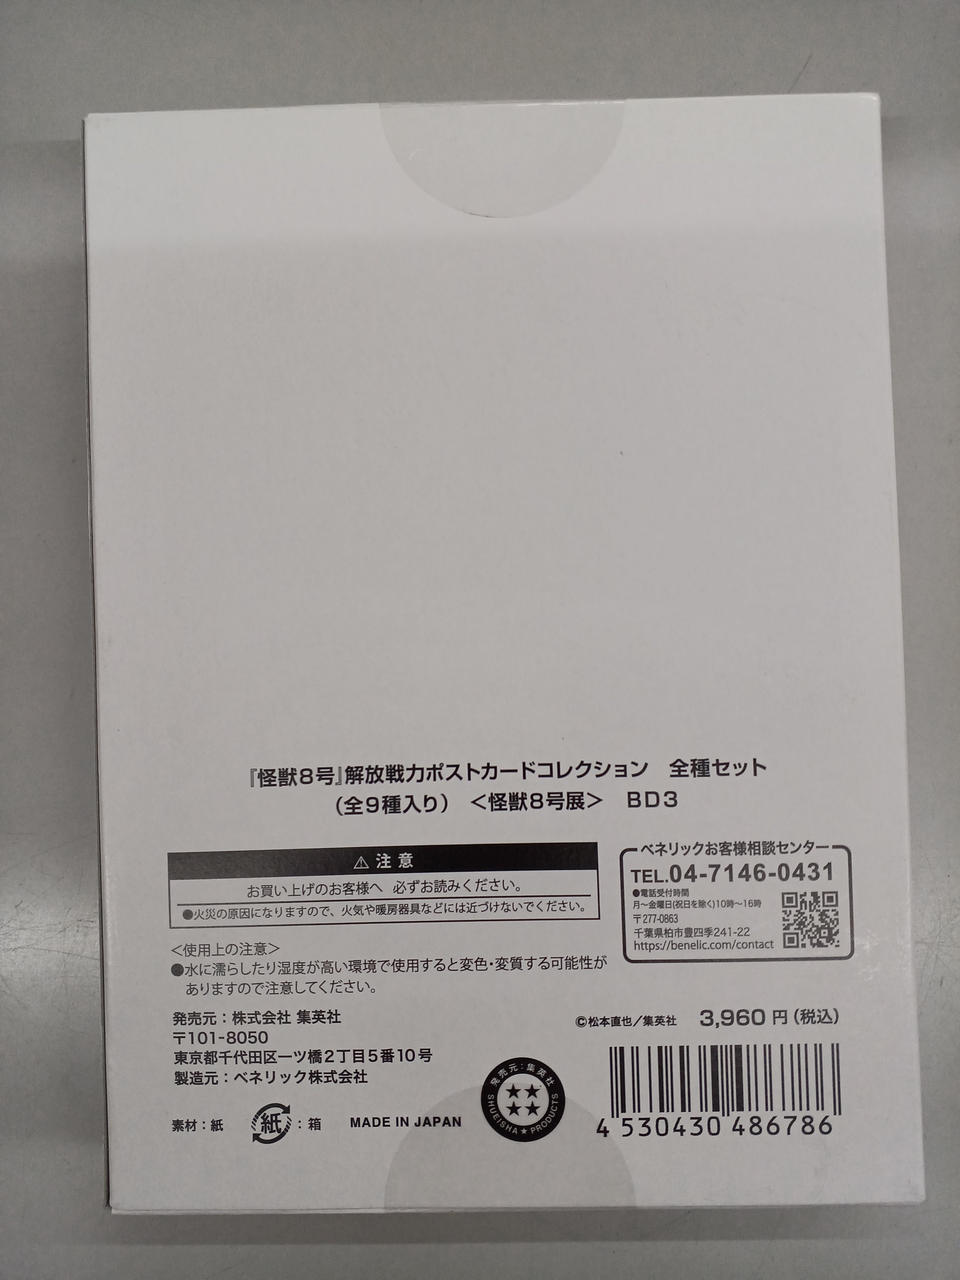 『怪獣8号』解放戦力ポストカードコレクション　全種セット
（全9種入り）　＜怪獣8号展＞　BD3
⚠ 注意
お買い上げのお客様へ　必ずお読みください。
●火災の原因になりますので、火気や暖房器具などには近づけないでください。
＜使用上の注意＞
●水に濡らしたり湿度が高い環境で使用すると変色・変質する可能性が
ありますので注意してください。
ベネリックお客様相談センター
TEL.04-7146-0431
●電話受付時間
月～金曜日(祝日を除く)10時～16時
〒277-0863
千葉県柏市豊四季241-22
https://benelic.com/contact
発売元：株式会社 集英社
〒101-8050
東京都千代田区一ツ橋2丁目5番10号
製造元：ベネリック株式会社
©松本直也／集英社　3,960 円（税込）
素材：紙
紙：箱
MADE IN JAPAN
発売元：集英社
SHUEISHA★PRODUCTS
4 530430 486786